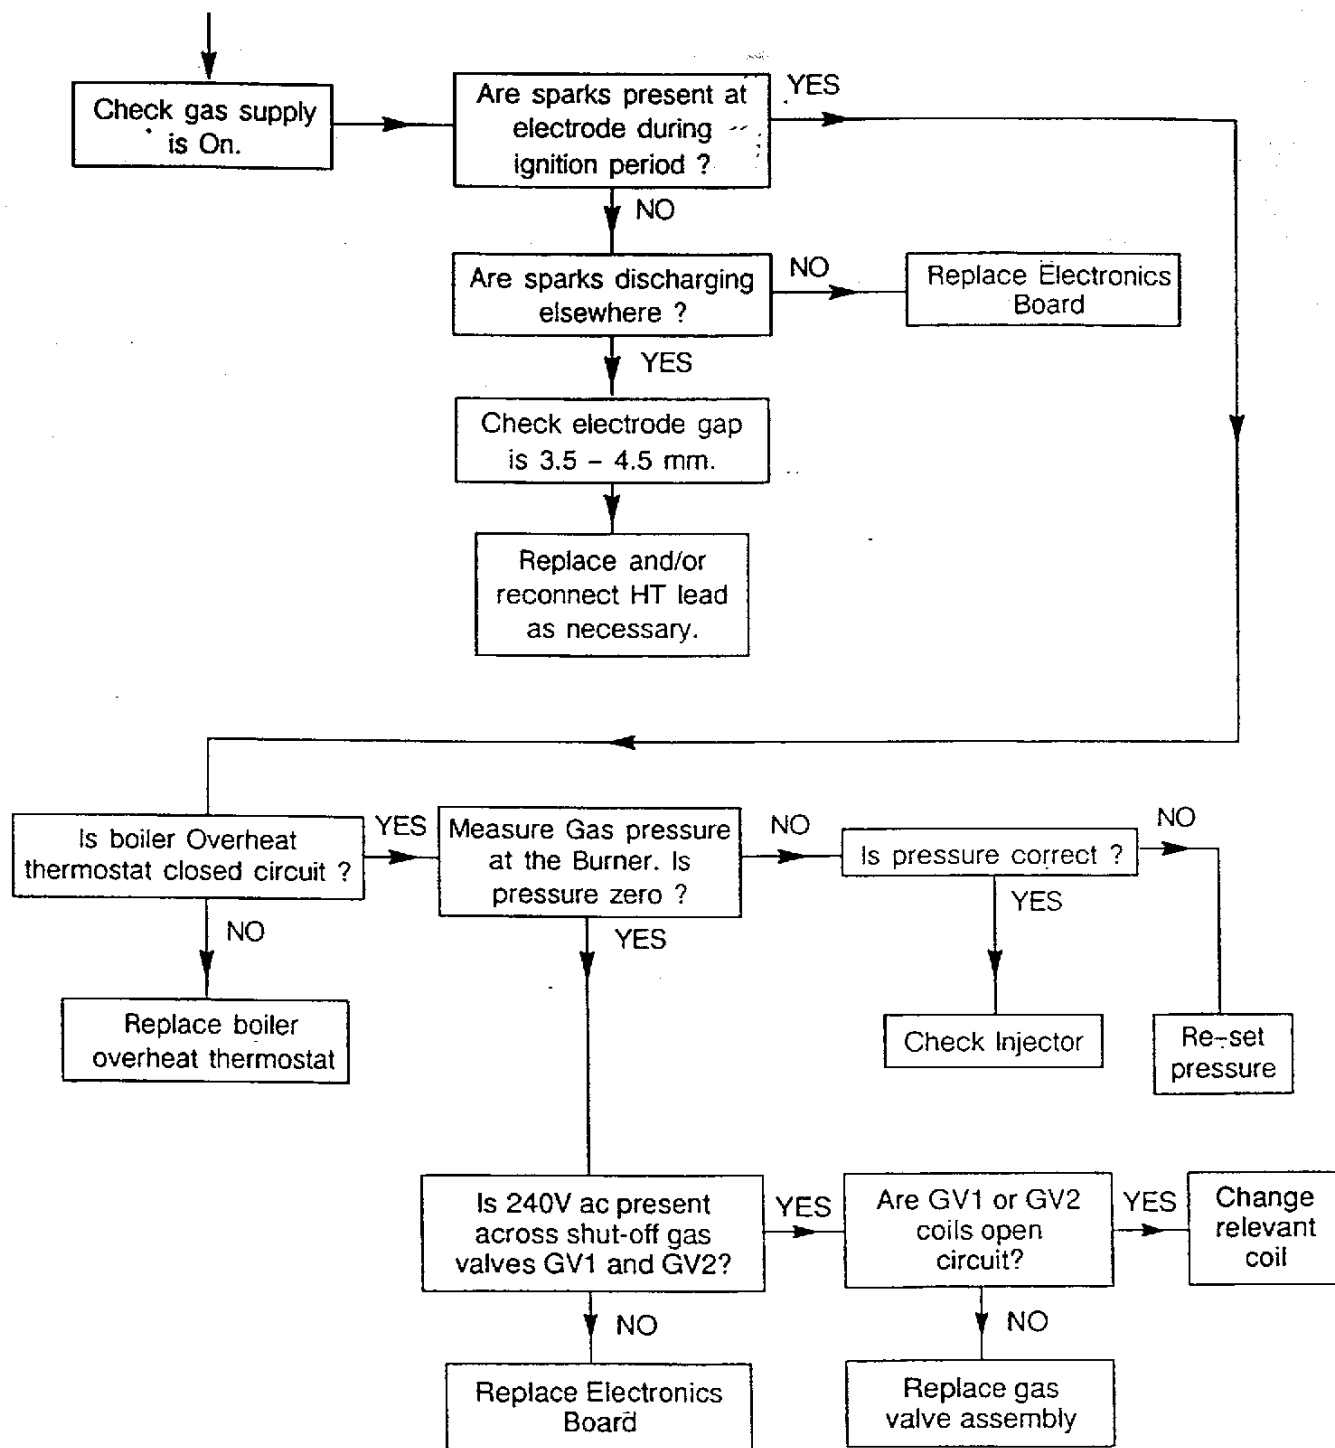 Check gas supply
is On.
Are sparks present at
electrode during
ignition period ?
YES
NO
Are sparks discharging
elsewhere ?
NO
Replace Electronics
Board
YES
Check electrode gap
is 3.5 – 4.5 mm.
Replace and/or
reconnect HT lead
as necessary.
Is boiler Overheat
thermostat closed circuit ?
YES
Measure Gas pressure
at the Burner. Is
pressure zero ?
NO
Is pressure correct ?
NO
NO
YES
YES
Replace boiler
overheat thermostat
Check Injector
Re-set
pressure
Is 240V ac present
across shut-off gas
valves GV1 and GV2?
YES
Are GV1 or GV2
coils open
circuit?
YES
Change
relevant
coil
NO
NO
Replace Electronics
Board
Replace gas
valve assembly